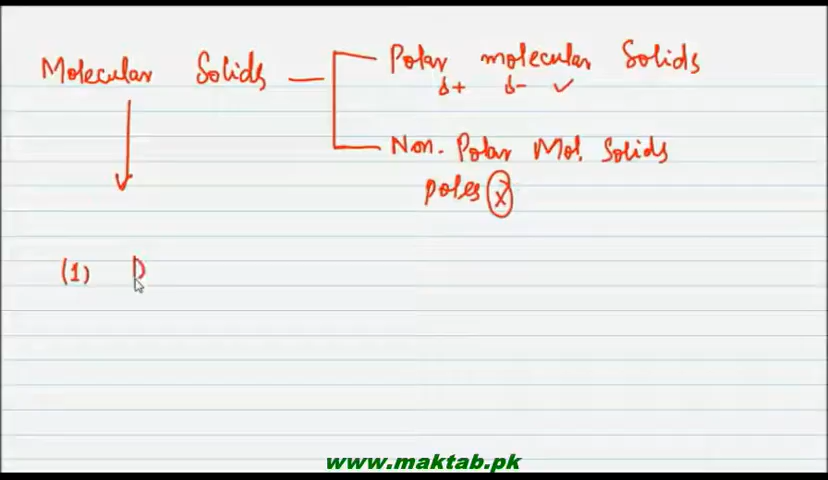 Molecular Solids
Polar molecular Solids
δ+ δ- ✓
Non. Polar Mol. Solids
poles X
(1)
www.maktab.pk